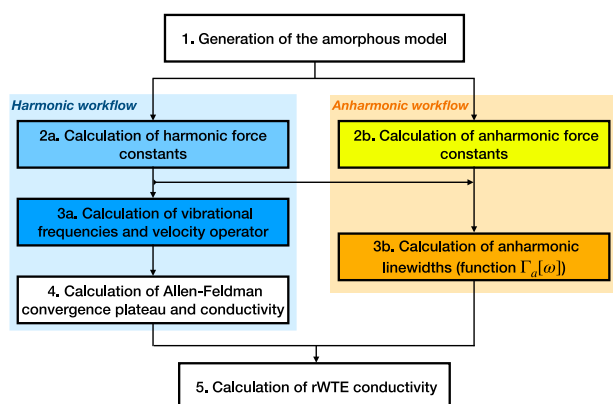 1. Generation of the amorphous model
Harmonic workflow
Anharmonic workflow
2a. Calculation of harmonic force
constants
2b. Calculation of anharmonic force
constants
3a. Calculation of vibrational
frequencies and velocity operator
3b. Calculation of anharmonic
linewidths (function Γₐ[ω])
4. Calculation of Allen-Feldman
convergence plateau and conductivity
5. Calculation of rWTE conductivity